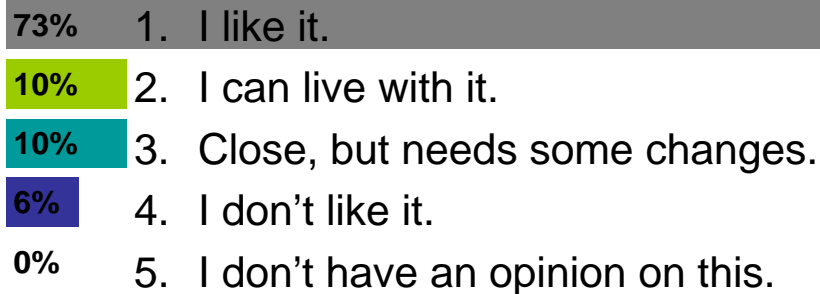 73% 1. I like it.
10% 2. I can live with it.
10% 3. Close, but needs some changes.
6% 4. I don't like it.
0% 5. I don't have an opinion on this.